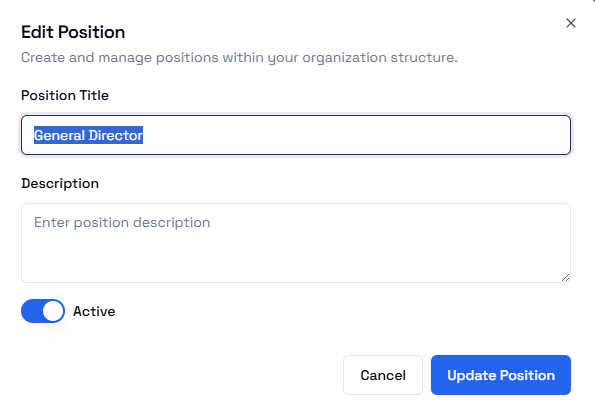 Edit Position
Create and manage positions within your organization structure.
Position Title
General Director
Description
Enter position description
Active
Cancel
Update Position